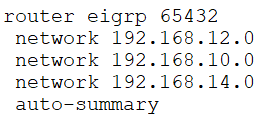 router eigrp 65432
network 192.168.12.0
network 192.168.10.0
network 192.168.14.0
auto-summary